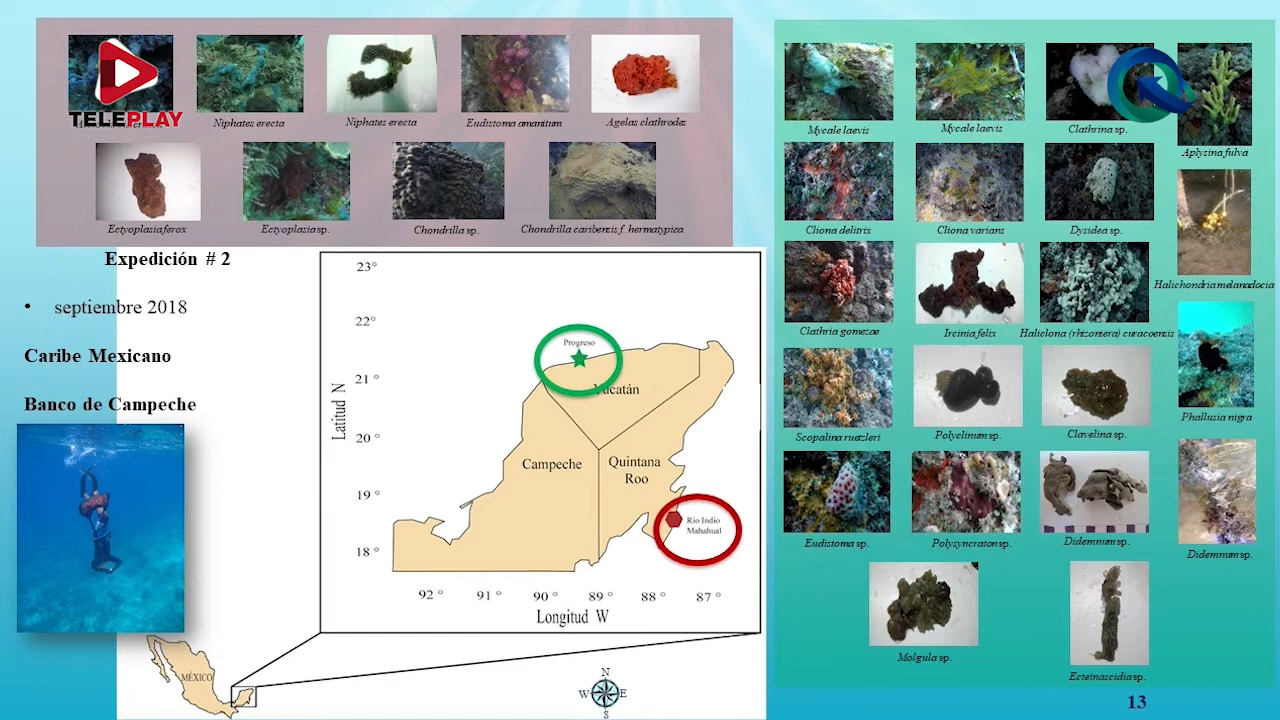 TELEPLAY
Niphates erecta
Niphates erecta
Eudistoma amanitum
Agelas clathrodes
Ectyoplasia ferox
Ectyoplasia sp.
Chondrilla sp.
Chondrilla caribensis f. hermatypica
Expedición # 2
• septiembre 2018
Caribe Mexicano
Banco de Campeche
23°
22°
21 °
20 °
19 °
18 °
Latitud N
Progreso
Yucatán
Campeche
Quintana
Roo
Río Indio
Mahahual
92 ° 91 ° 90 ° 89 ° 88 ° 87 °
Longitud W
MÉXICO
N
W E
S
Mycale laevis
Mycale laevis
Clathrina sp.
Aplysina fulva
Cliona delitrix
Cliona varians
Dysidea sp.
Halichondria melanadocia
Clathria gomezae
Ircinia felix
Haliclona (rhizoniera) curacoensis
Phallusia nigra
Scopalina ruetzleri
Polyclinum sp.
Clavelina sp.
Eudistoma sp.
Polysyncraton sp.
Didemnum sp.
Didemnum sp.
Molgula sp.
Ecteinascidia sp.
13